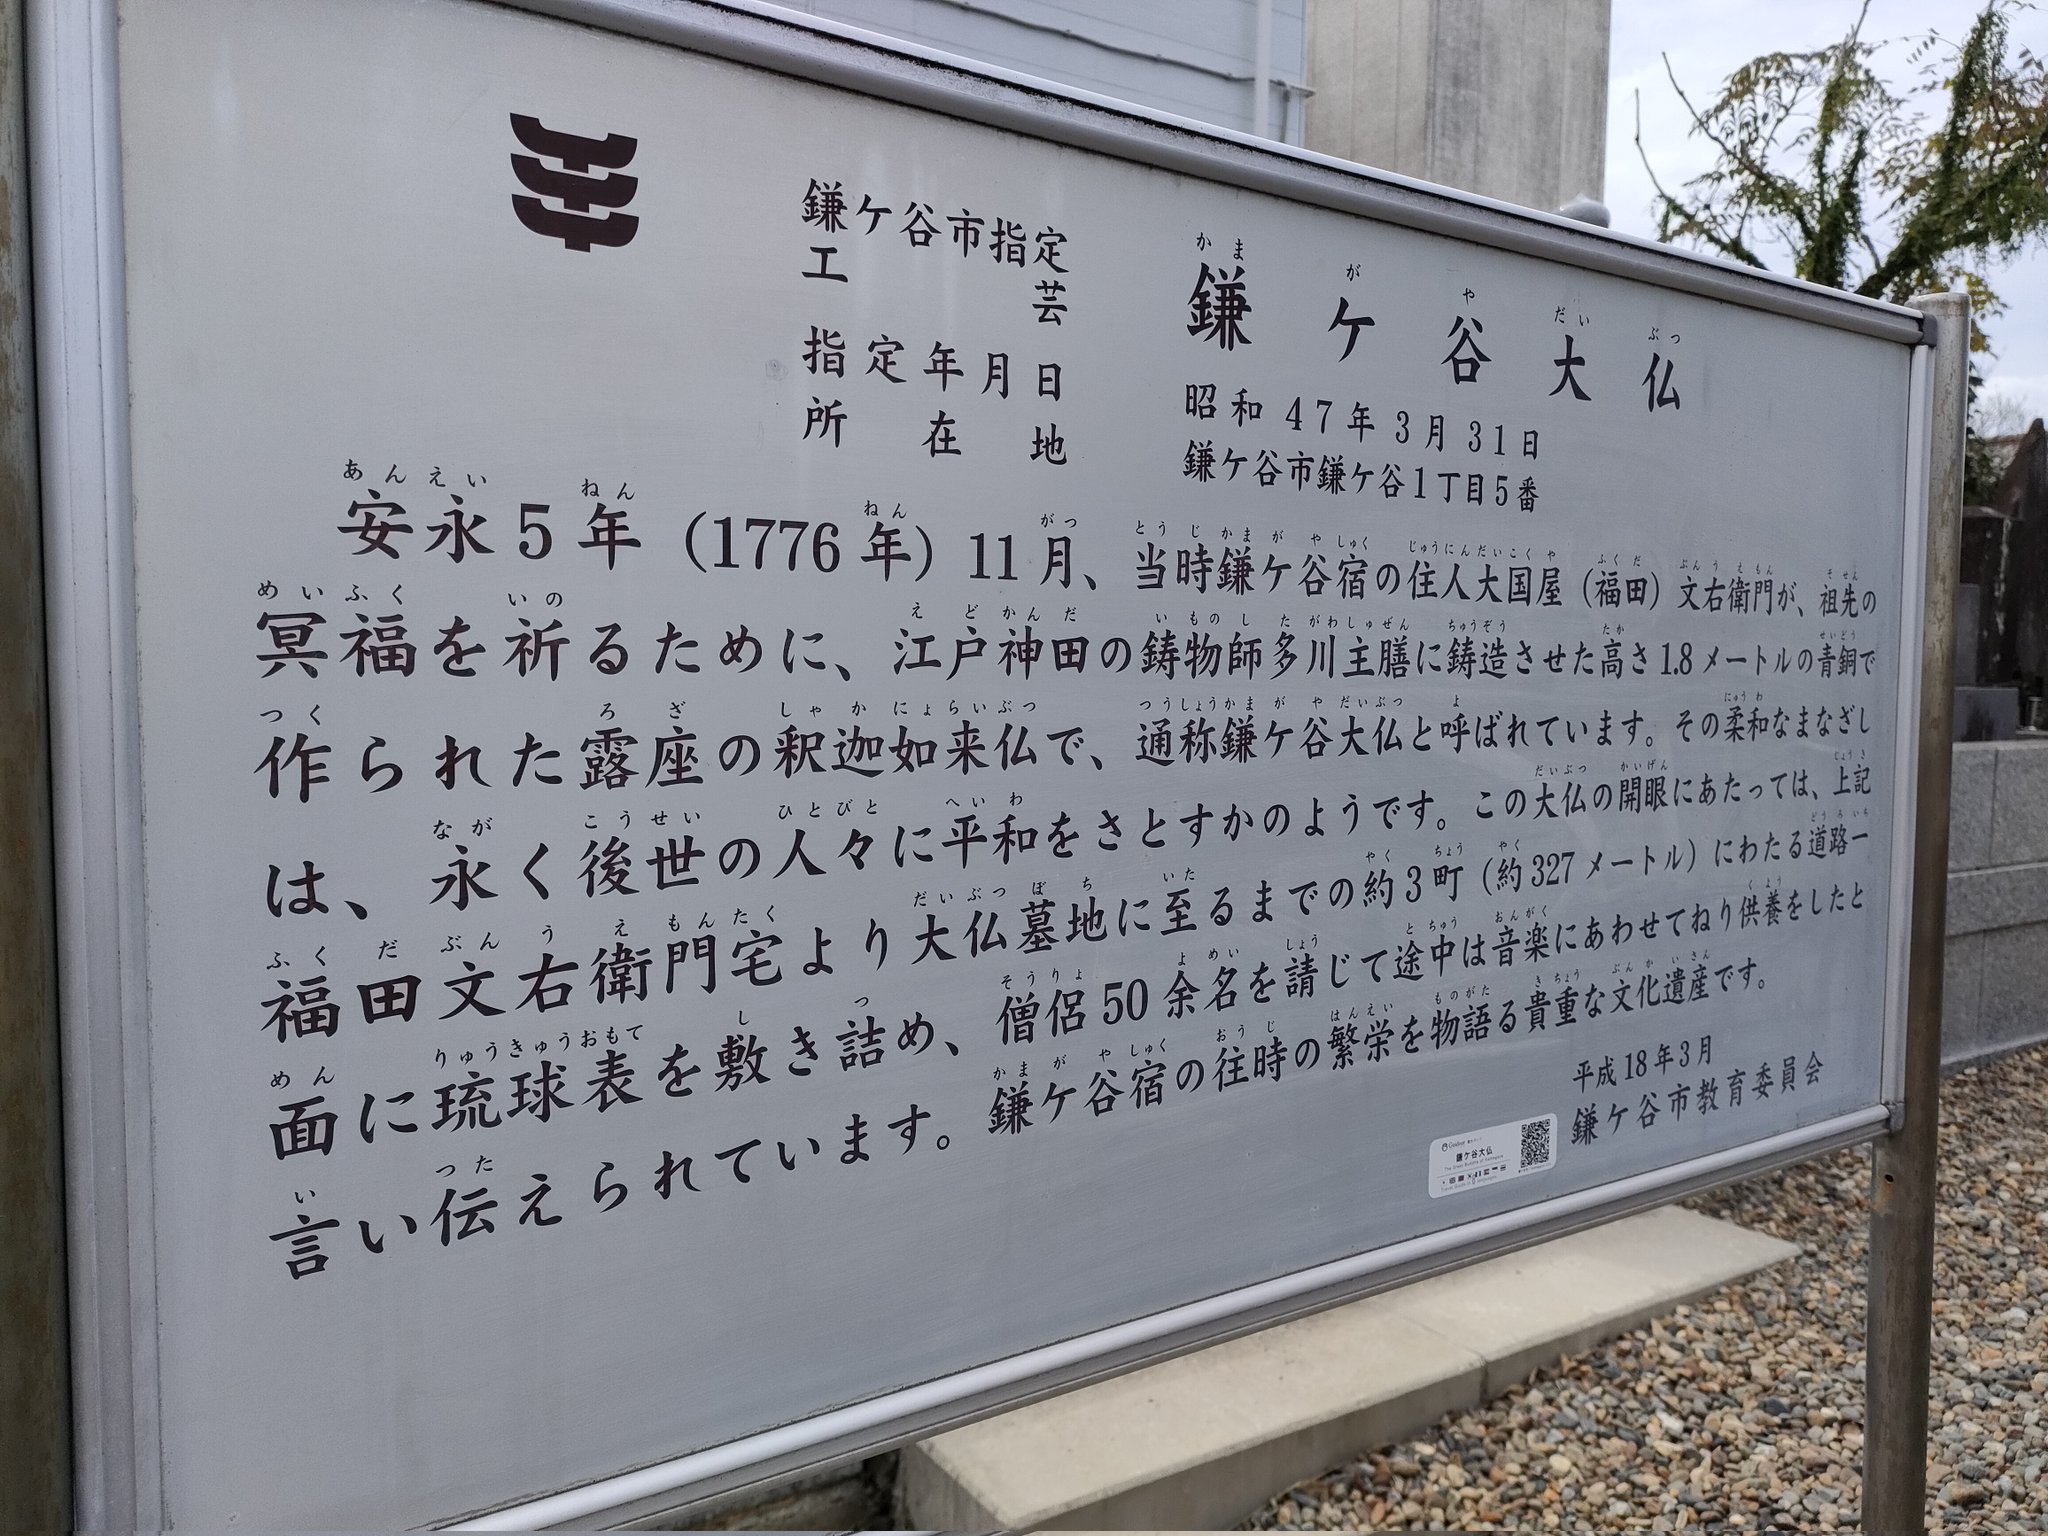 鎌ケ谷市指定
工芸
鎌ケ谷大仏
かまがやだいぶつ
指定年月日 昭和47年3月31日
所在地 鎌ケ谷市鎌ケ谷1丁目5番
安永5年(1776年)11月、当時鎌ケ谷宿の住人大国屋(福田)文右衛門が、祖先の
冥福を祈るために、江戸神田の鋳物師多川主膳に鋳造させた高さ1.8メートルの青銅で
作られた露座の釈迦如来仏で、通称鎌ケ谷大仏と呼ばれています。その柔和なまなざし
は、永く後世の人々に平和をさとすかのようです。この大仏の開眼にあたっては、上記
福田文右衛門宅より大仏墓地に至るまでの約3町(約327メートル)にわたる道路一
面に琉球表を敷き詰め、僧侶50余名を請じて途中は音楽にあわせてねり供養をしたと
言い伝えられています。鎌ケ谷宿の往時の繁栄を物語る貴重な文化遺産です。
平成18年3月
鎌ケ谷市教育委員会
鎌ケ谷大仏